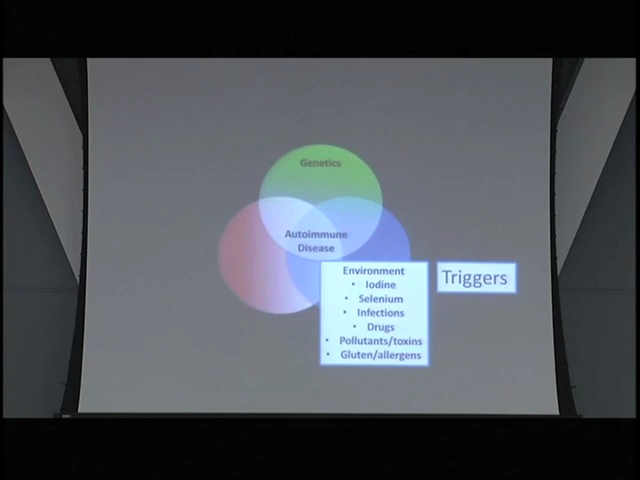 Genetics
Autoimmune
Disease
Environment
• Iodine
• Selenium
• Infections
• Drugs
• Pollutants/toxins
• Gluten/allergens
Triggers